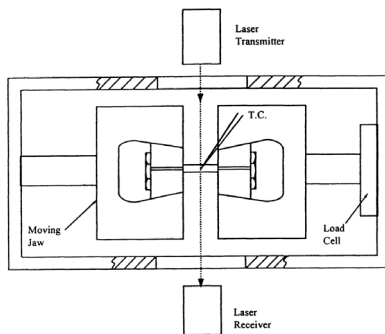 Laser
Transmitter
T.C.
Moving
Jaw
Load
Cell
Laser
Receiver